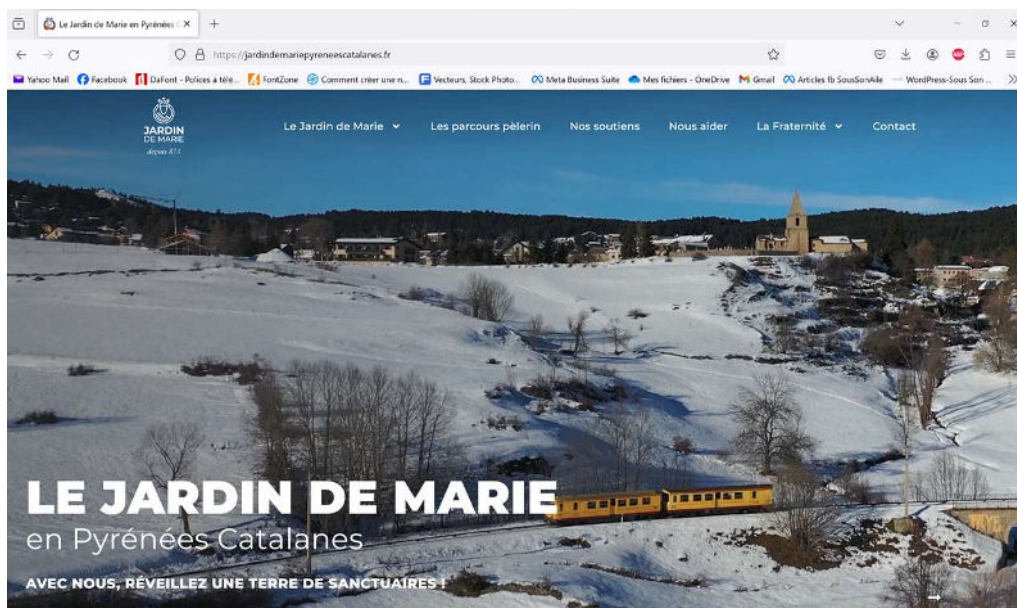 Le Jardin de Marie en Pyrénées C
https://jardindemariepyreneescatalanes.fr
Yahoo Mail Facebook DaFont - Polices à télé... FontZone Comment créer une n... Vecteurs, Stock Photo... Meta Business Suite Mes fichiers - OneDrive Gmail Articles fb SousSonAile WordPress-Sous Son ...
JARDIN
DE MARIE
depuis 873
Le Jardin de Marie Les parcours pèlerin Nos soutiens Nous aider La Fraternité Contact
LE JARDIN DE MARIE
en Pyrénées Catalanes
AVEC NOUS, RÉVEILLEZ UNE TERRE DE SANCTUAIRES !